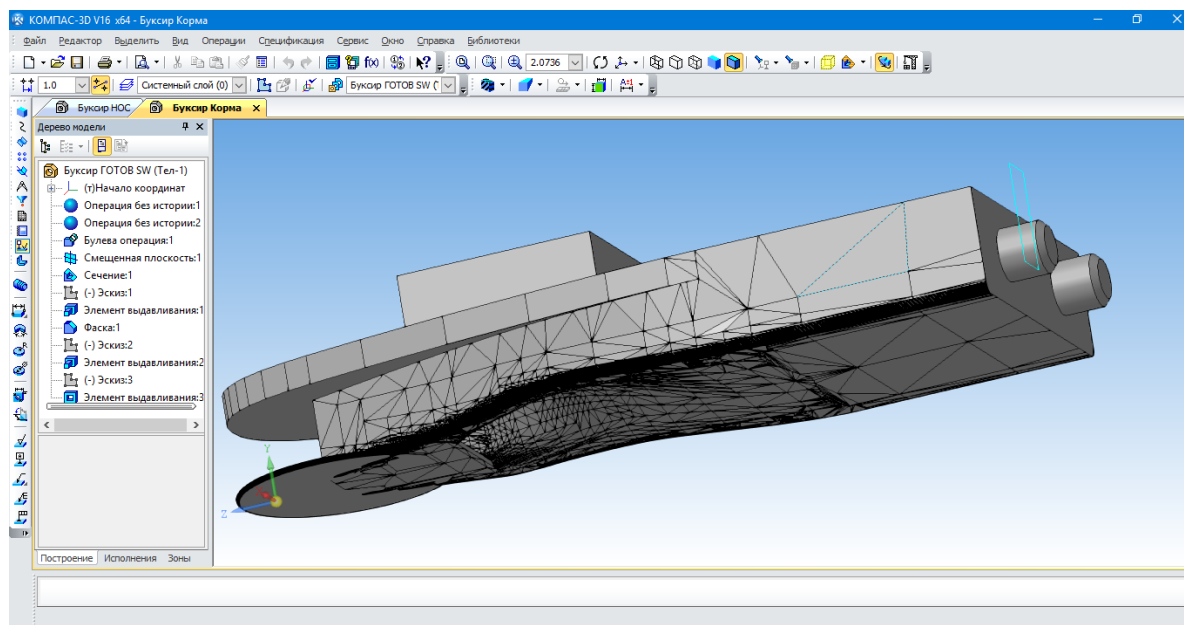 КОМПАС-3D V16 x64 - Буксир Корма
Файл Редактор Выделить Вид Операции Спецификация Сервис Окно Справка Библиотеки
2.0736
1.0 Системный слой (0) Буксир ГОТОВ SW (
Буксир НОС Буксир Корма
Дерево модели
Буксир ГОТОВ SW (Тел-1)
(т)Начало координат
Операция без истории:1
Операция без истории:2
Булева операция:1
Смещенная плоскость:1
Сечение:1
(-) Эскиз:1
Элемент выдавливания:1
Фаска:1
(-) Эскиз:2
Элемент выдавливания:2
(-) Эскиз:3
Элемент выдавливания:3
Y
Z
Построение Исполнения Зоны